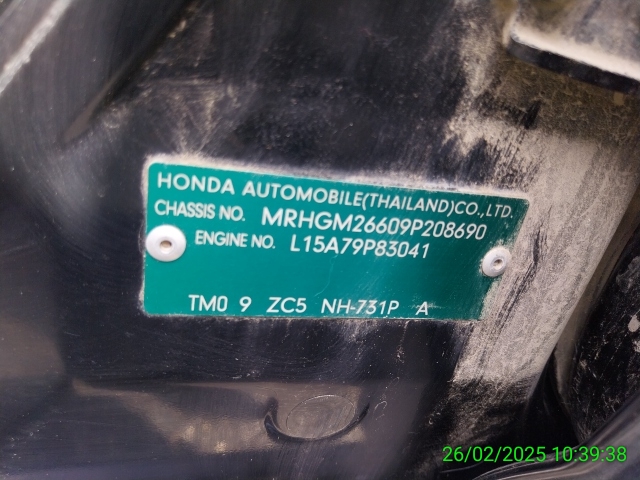 HONDA AUTOMOBILE(THAILAND)CO.,LTD.
CHASSIS NO. MRHGM26609P208690
ENGINE NO. L15A79P83041
TM0 9 ZC5 NH-731P A
26/02/2025 10:39:38